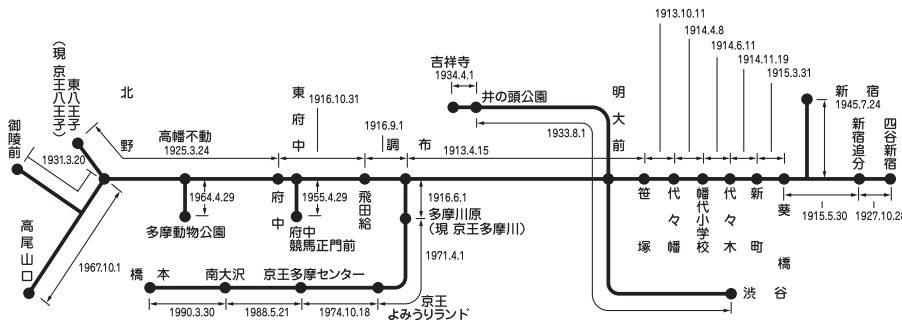 1913.10.11
1914.4.8
1914.6.11
1914.11.19
1915.3.31
吉祥寺
1934.4.1
井の頭公園
明大前
新宿
1945.7.24
新宿追分
四谷新宿
(現 京王八王子)
東八王子
北野
東府中
1916.10.31
1916.9.1
調布
1933.8.1
御陵前
1931.3.20
高幡不動
1925.3.24
1913.4.15
1964.4.29
府中
1955.4.29
飛田給
1916.6.1
笹塚
代々幡
幡代小学校
代々木
新町
葵橋
1915.5.30
1927.10.28
多摩動物公園
府中
競馬正門前
多摩川原
(現 京王多摩川)
高尾山口
1967.10.1
1971.4.1
橋本
南大沢
京王多摩センター
渋谷
1990.3.30
1988.5.21
1974.10.18
京王
よみうりランド